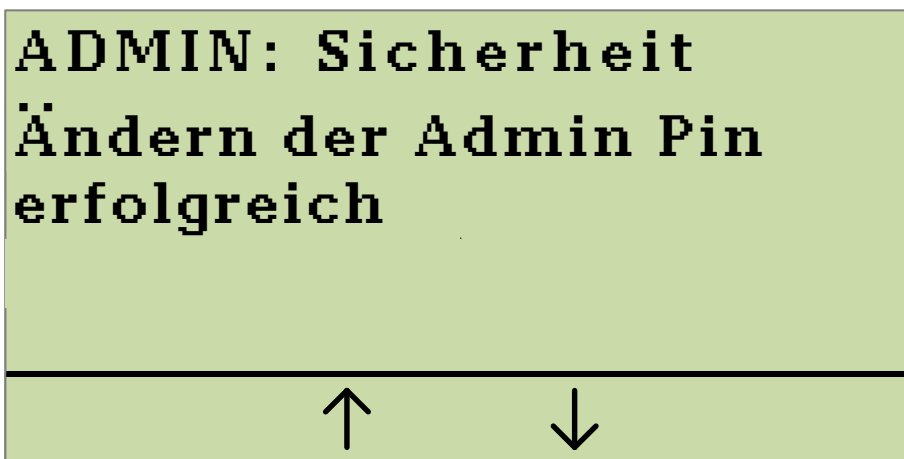 ADMIN: Sicherheit
Ändern der Admin Pin
erfolgreich
↑ ↓